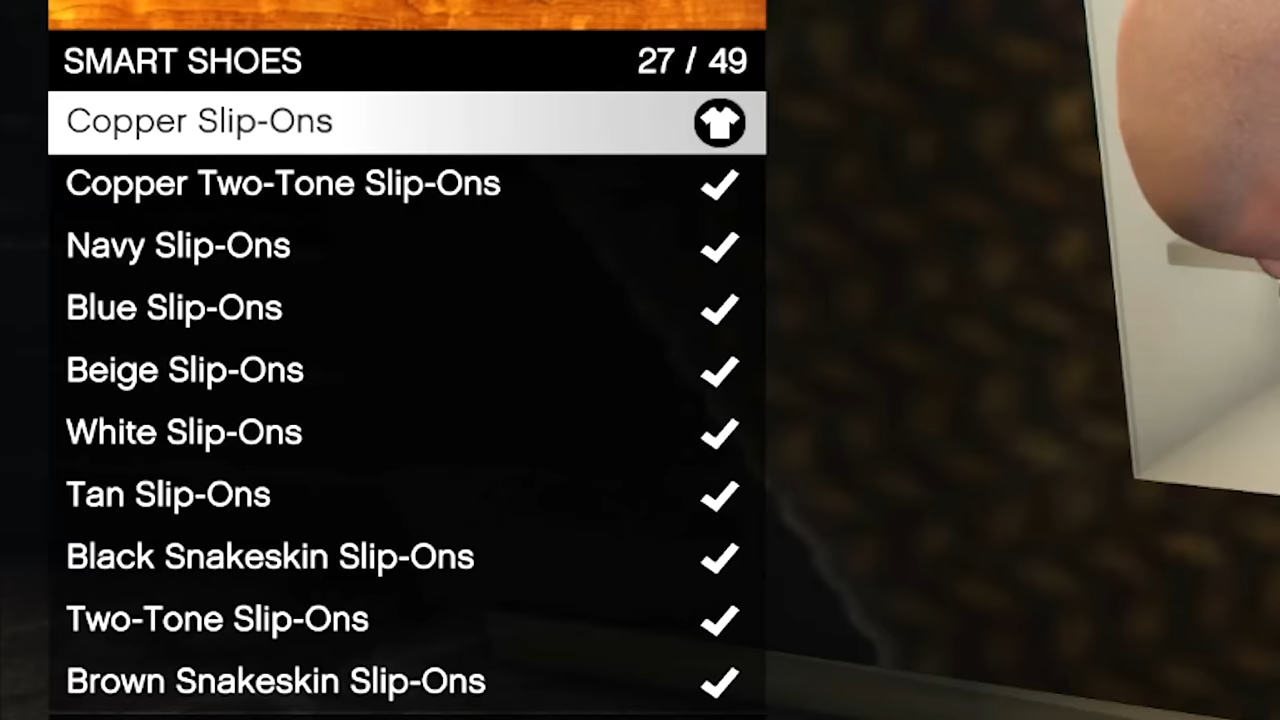 SMART SHOES 27 / 49
Copper Slip-Ons
Copper Two-Tone Slip-Ons
Navy Slip-Ons
Blue Slip-Ons
Beige Slip-Ons
White Slip-Ons
Tan Slip-Ons
Black Snakeskin Slip-Ons
Two-Tone Slip-Ons
Brown Snakeskin Slip-Ons